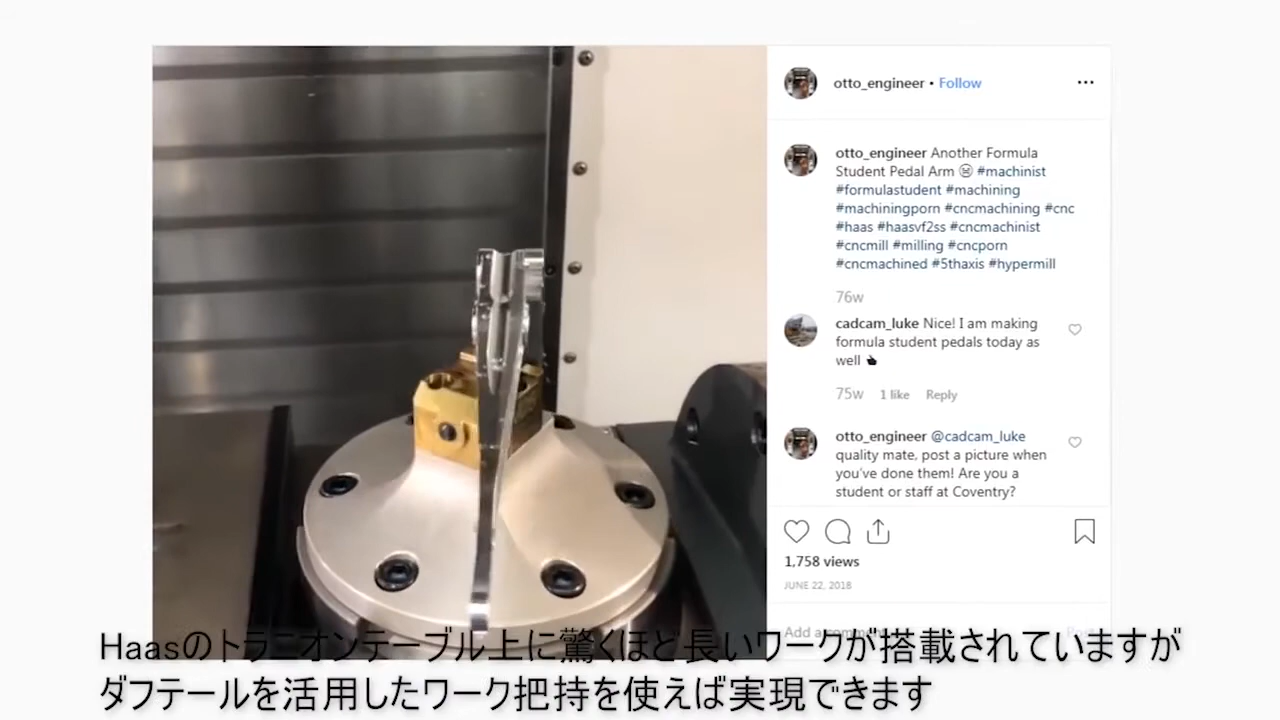 otto_engineer • Follow
otto_engineer Another Formula
Student Pedal Arm #machinist
#formulastudent #machining
#machiningporn #cncmachining #cnc
#haas #haasvf2ss #cncmachinist
#cncmill #milling #cncporn
#cncmachined #5thaxis #hypermill
76w
cadcam_luke Nice! I am making
formula student pedals today as
well
75w 1 like Reply
otto_engineer @cadcam_luke
quality mate, post a picture when
you've done them! Are you a
student or staff at Coventry?
1,758 views
JUNE 22, 2018
Add a comment
Haasのトラニオンテーブル上に驚くほど長いワークが搭載されていますが
ダフテールを活用したワーク把持を使えば実現できます